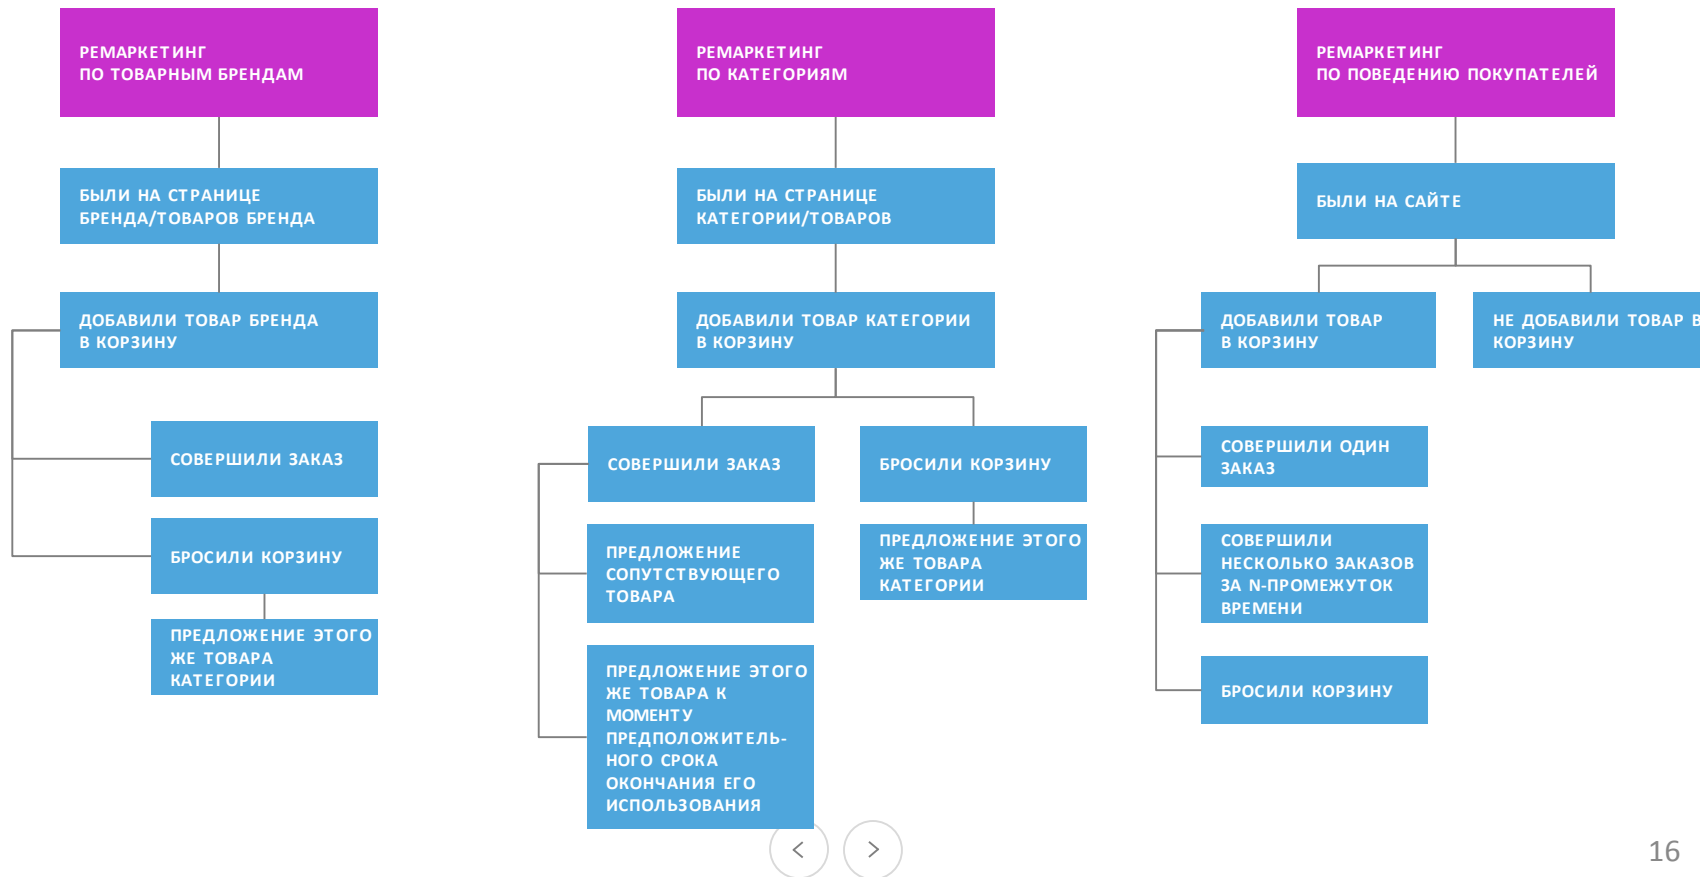 РЕМАРКЕТИНГ
ПО ТОВАРНЫМ БРЕНДАМ
БЫЛИ НА СТРАНИЦЕ
БРЕНДА/ТОВАРОВ БРЕНДА
ДОБАВИЛИ ТОВАР БРЕНДА
В КОРЗИНУ
СОВЕРШИЛИ ЗАКАЗ
БРОСИЛИ КОРЗИНУ
ПРЕДЛОЖЕНИЕ ЭТОГО
ЖЕ ТОВАРА
КАТЕГОРИИ
РЕМАРКЕТИНГ
ПО КАТЕГОРИЯМ
БЫЛИ НА СТРАНИЦЕ
КАТЕГОРИИ/ТОВАРОВ
ДОБАВИЛИ ТОВАР КАТЕГОРИИ
В КОРЗИНУ
СОВЕРШИЛИ ЗАКАЗ
ПРЕДЛОЖЕНИЕ
СОПУТСТВУЮЩЕГО
ТОВАРА
ПРЕДЛОЖЕНИЕ ЭТОГО
ЖЕ ТОВАРА К
МОМЕНТУ
ПРЕДПОЛОЖИТЕЛЬ-
НОГО СРОКА
ОКОНЧАНИЯ ЕГО
ИСПОЛЬЗОВАНИЯ
БРОСИЛИ КОРЗИНУ
ПРЕДЛОЖЕНИЕ ЭТОГО
ЖЕ ТОВАРА
КАТЕГОРИИ
РЕМАРКЕТИНГ
ПО ПОВЕДЕНИЮ ПОКУПАТЕЛЕЙ
БЫЛИ НА САЙТЕ
ДОБАВИЛИ ТОВАР
В КОРЗИНУ
СОВЕРШИЛИ ОДИН
ЗАКАЗ
СОВЕРШИЛИ
НЕСКОЛЬКО ЗАКАЗОВ
ЗА N-ПРОМЕЖУТОК
ВРЕМЕНИ
БРОСИЛИ КОРЗИНУ
НЕ ДОБАВИЛИ ТОВАР В
КОРЗИНУ
16